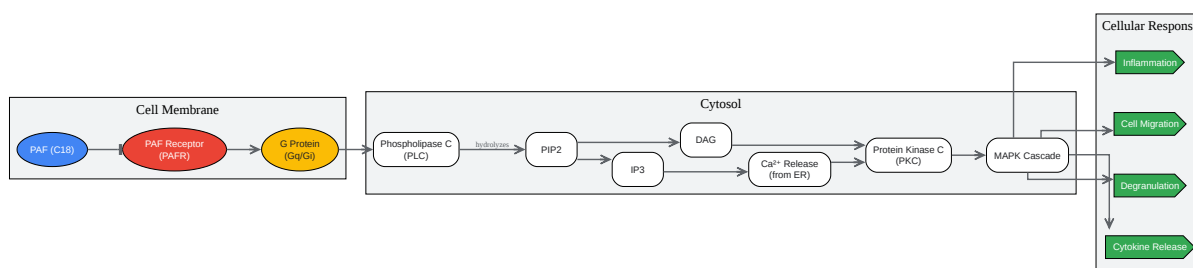 Cell Membrane
PAF (C18)
PAF Receptor
(PAFR)
G Protein
(Gq/Gi)
Cytosol
Phospholipase C
(PLC)
hydrolyzes
PIP2
DAG
IP3
Ca²⁺ Release
(from ER)
Protein Kinase C
(PKC)
MAPK Cascade
Cellular Respons
Inflammation
Cell Migration
Degranulation
Cytokine Release